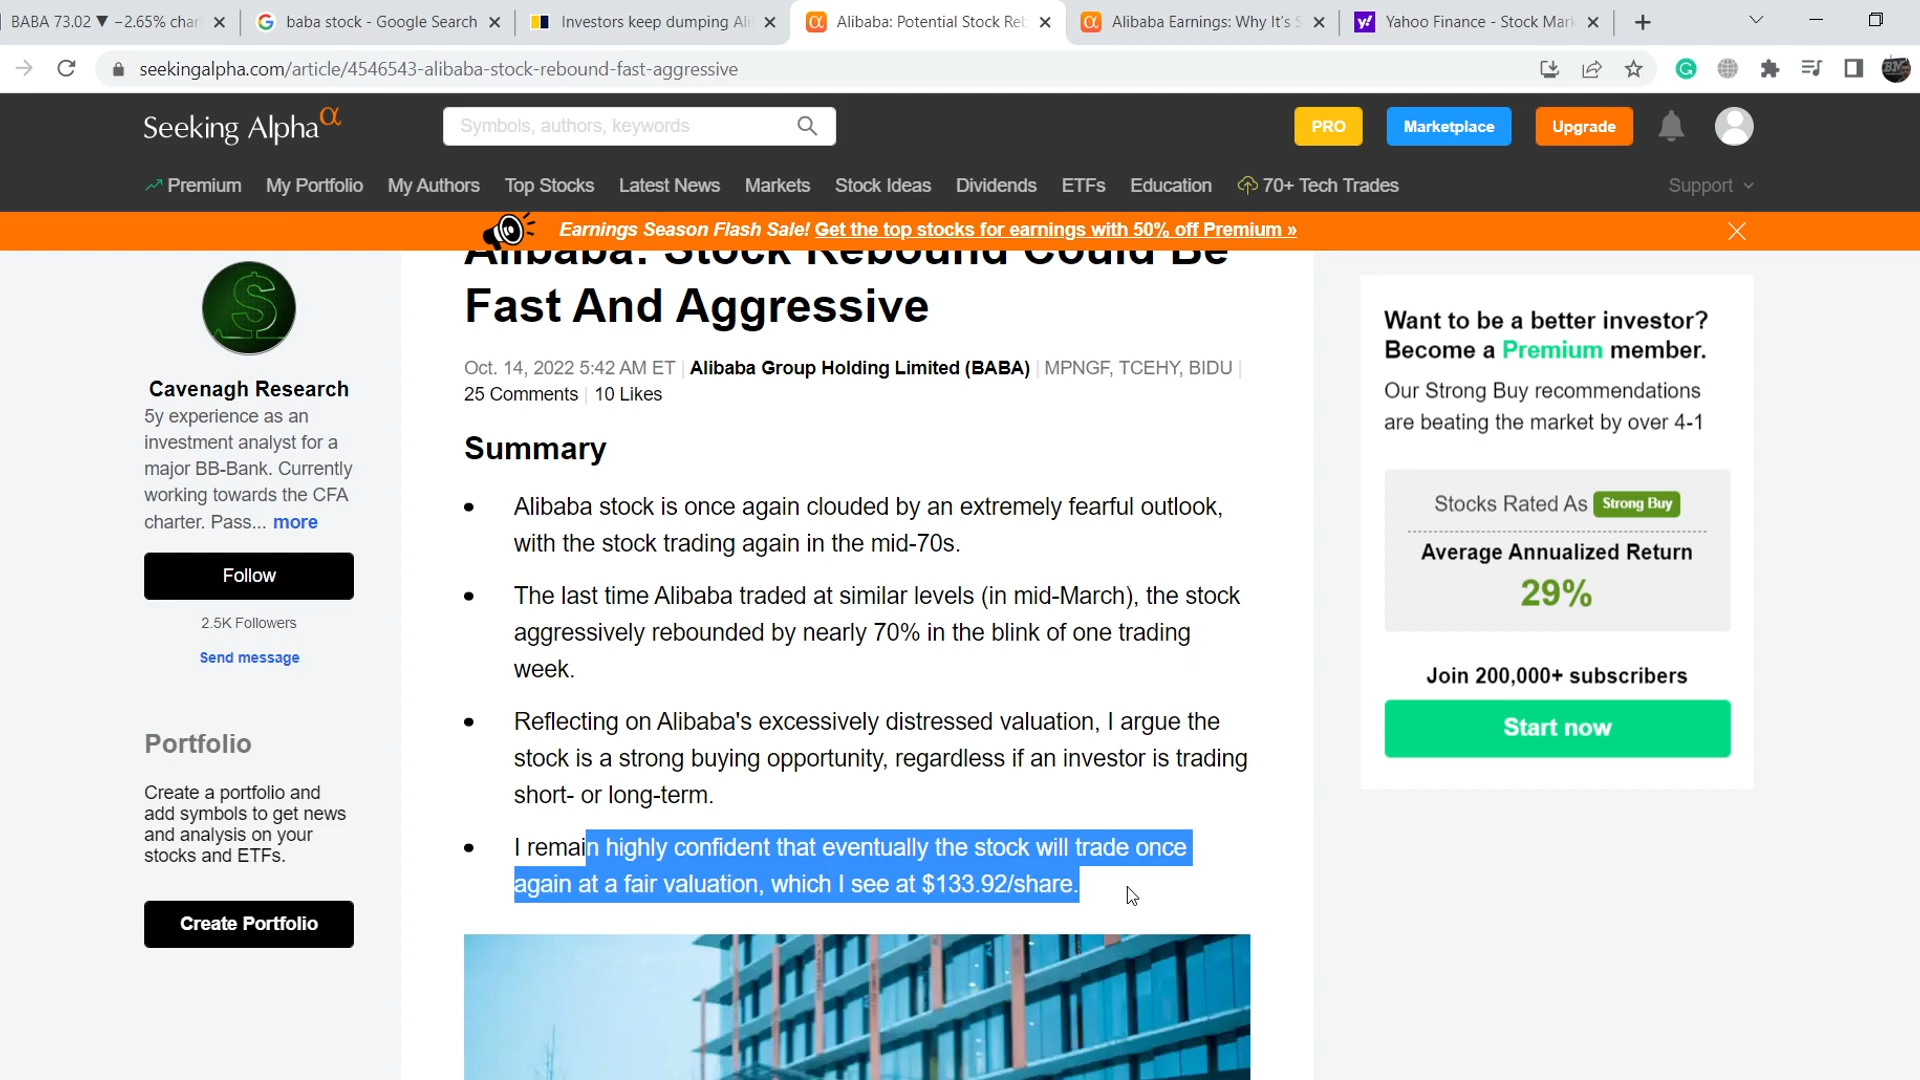 BABA 73.02 ▼ −2.65% char
baba stock - Google Search
Investors keep dumping Ali
Alibaba: Potential Stock Reb
Alibaba Earnings: Why It's S
Yahoo Finance - Stock Mark
seekingalpha.com/article/4546543-alibaba-stock-rebound-fast-aggressive
Seeking Alpha α
Symbols, authors, keywords
PRO
Marketplace
Upgrade
Premium
My Portfolio
My Authors
Top Stocks
Latest News
Markets
Stock Ideas
Dividends
ETFs
Education
70+ Tech Trades
Support
Earnings Season Flash Sale! Get the top stocks for earnings with 50% off Premium »
Alibaba: Stock Rebound Could Be
Fast And Aggressive
Oct. 14, 2022 5:42 AM ET | Alibaba Group Holding Limited (BABA) | MPNGF, TCEHY, BIDU |
25 Comments | 10 Likes
Summary
• Alibaba stock is once again clouded by an extremely fearful outlook,
with the stock trading again in the mid-70s.
• The last time Alibaba traded at similar levels (in mid-March), the stock
aggressively rebounded by nearly 70% in the blink of one trading
week.
• Reflecting on Alibaba's excessively distressed valuation, I argue the
stock is a strong buying opportunity, regardless if an investor is trading
short- or long-term.
• I remain highly confident that eventually the stock will trade once
again at a fair valuation, which I see at $133.92/share.
Cavenagh Research
5y experience as an
investment analyst for a
major BB-Bank. Currently
working towards the CFA
charter. Pass... more
Follow
2.5K Followers
Send message
Portfolio
Create a portfolio and
add symbols to get news
and analysis on your
stocks and ETFs.
Create Portfolio
Want to be a better investor?
Become a Premium member.
Our Strong Buy recommendations
are beating the market by over 4-1
Stocks Rated As Strong Buy
Average Annualized Return
29%
Join 200,000+ subscribers
Start now